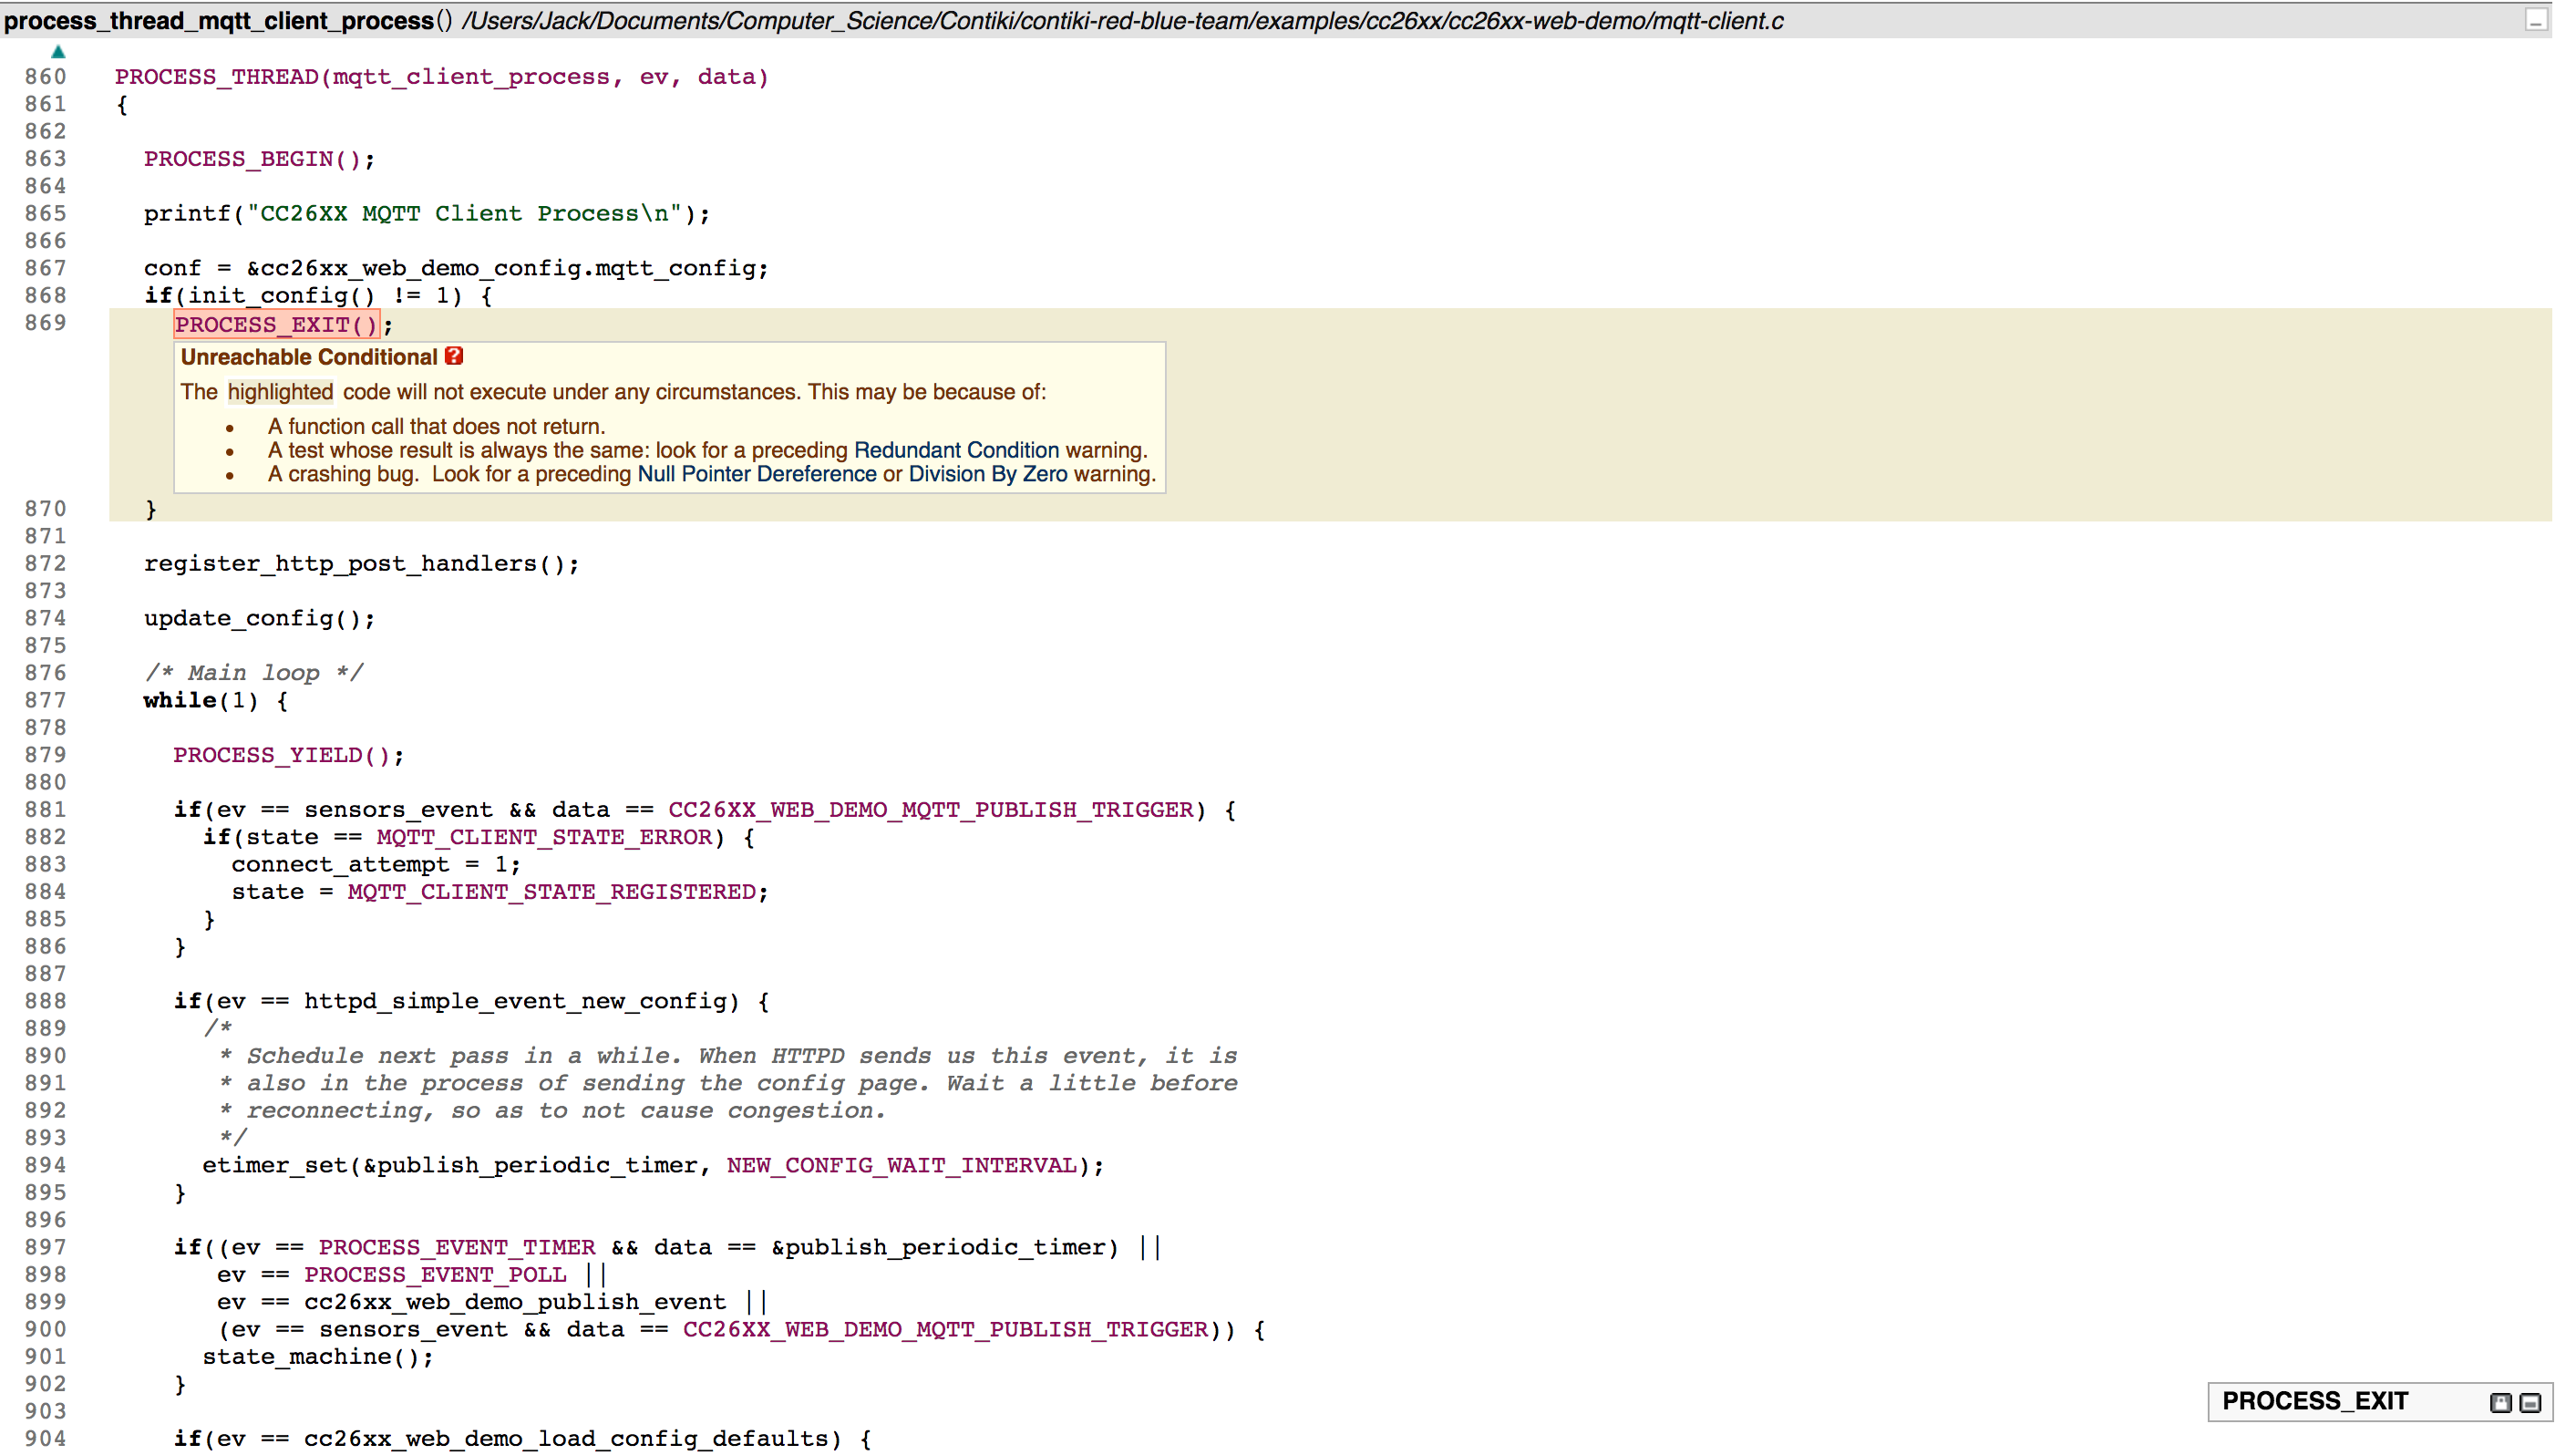 process_thread_mqtt_client_process() /Users/Jack/Documents/Computer_Science/Contiki/contiki-red-blue-team/examples/cc26xx/cc26xx-web-demo/mqtt-client.c
860 PROCESS_THREAD(mqtt_client_process, ev, data)
861 {
862
863 PROCESS_BEGIN();
864
865 printf("CC26XX MQTT Client Process\n");
866
867 conf = &cc26xx_web_demo_config.mqtt_config;
868 if(init_config() != 1) {
869 PROCESS_EXIT();
Unreachable Conditional ?
The highlighted code will not execute under any circumstances. This may be because of:
• A function call that does not return.
• A test whose result is always the same: look for a preceding Redundant Condition warning.
• A crashing bug. Look for a preceding Null Pointer Dereference or Division By Zero warning.
870 }
871
872 register_http_post_handlers();
873
874 update_config();
875
876 /* Main loop */
877 while(1) {
878
879 PROCESS_YIELD();
880
881 if(ev == sensors_event && data == CC26XX_WEB_DEMO_MQTT_PUBLISH_TRIGGER) {
882 if(state == MQTT_CLIENT_STATE_ERROR) {
883 connect_attempt = 1;
884 state = MQTT_CLIENT_STATE_REGISTERED;
885 }
886 }
887
888 if(ev == httpd_simple_event_new_config) {
889 /*
890 * Schedule next pass in a while. When HTTPD sends us this event, it is
891 * also in the process of sending the config page. Wait a little before
892 * reconnecting, so as to not cause congestion.
893 */
894 etimer_set(&publish_periodic_timer, NEW_CONFIG_WAIT_INTERVAL);
895 }
896
897 if((ev == PROCESS_EVENT_TIMER && data == &publish_periodic_timer) ||
898 ev == PROCESS_EVENT_POLL ||
899 ev == cc26xx_web_demo_publish_event ||
900 (ev == sensors_event && data == CC26XX_WEB_DEMO_MQTT_PUBLISH_TRIGGER)) {
901 state_machine();
902 }
903
904 if(ev == cc26xx_web_demo_load_config_defaults) {
PROCESS_EXIT